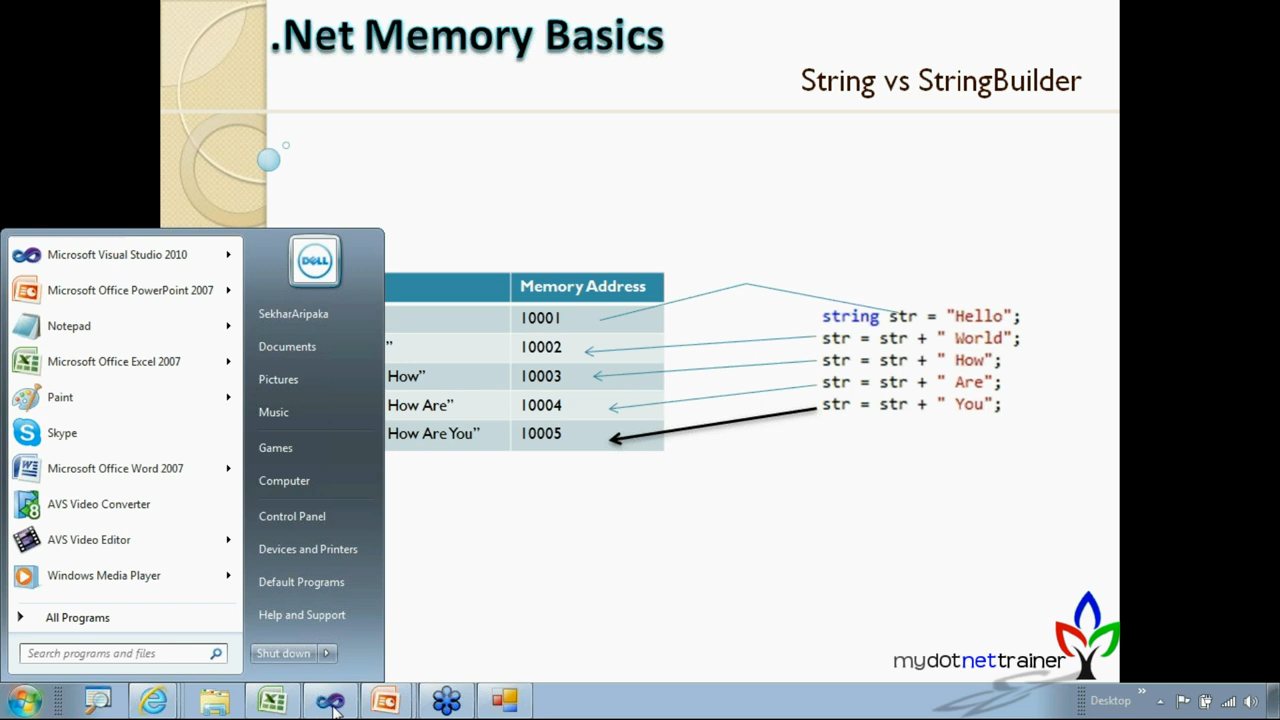 .Net Memory Basics
String vs StringBuilder
Memory Address
10001
” 10002
How” 10003
How Are” 10004
How Are You” 10005
string str = "Hello";
str = str + " World";
str = str + " How";
str = str + " Are";
str = str + " You";
Microsoft Visual Studio 2010
Microsoft Office PowerPoint 2007
Notepad
Microsoft Office Excel 2007
Paint
Skype
Microsoft Office Word 2007
AVS Video Converter
AVS Video Editor
Windows Media Player
All Programs
Search programs and files
DELL
SekharAripaka
Documents
Pictures
Music
Games
Computer
Control Panel
Devices and Printers
Default Programs
Help and Support
Shut down
mydotnettrainer
Desktop